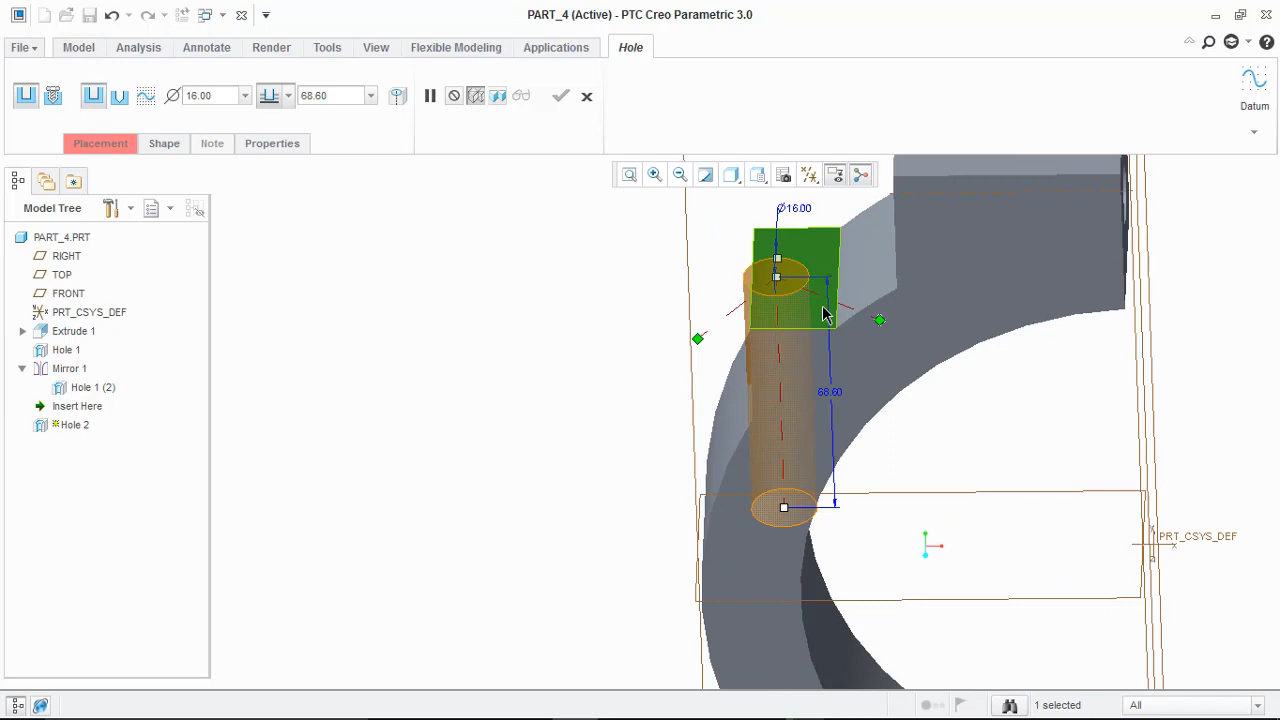 PART_4 (Active) - PTC Creo Parametric 3.0
File Model Analysis Annotate Render Tools View Flexible Modeling Applications Hole
16.00 68.60
Datum
Placement Shape Note Properties
Model Tree
PART_4.PRT
RIGHT
TOP
FRONT
PRT_CSYS_DEF
Extrude 1
Hole 1
Mirror 1
Hole 1 (2)
Insert Here
Hole 2
Ø16.00
68.60
PRT_CSYS_DEF
1 selected All